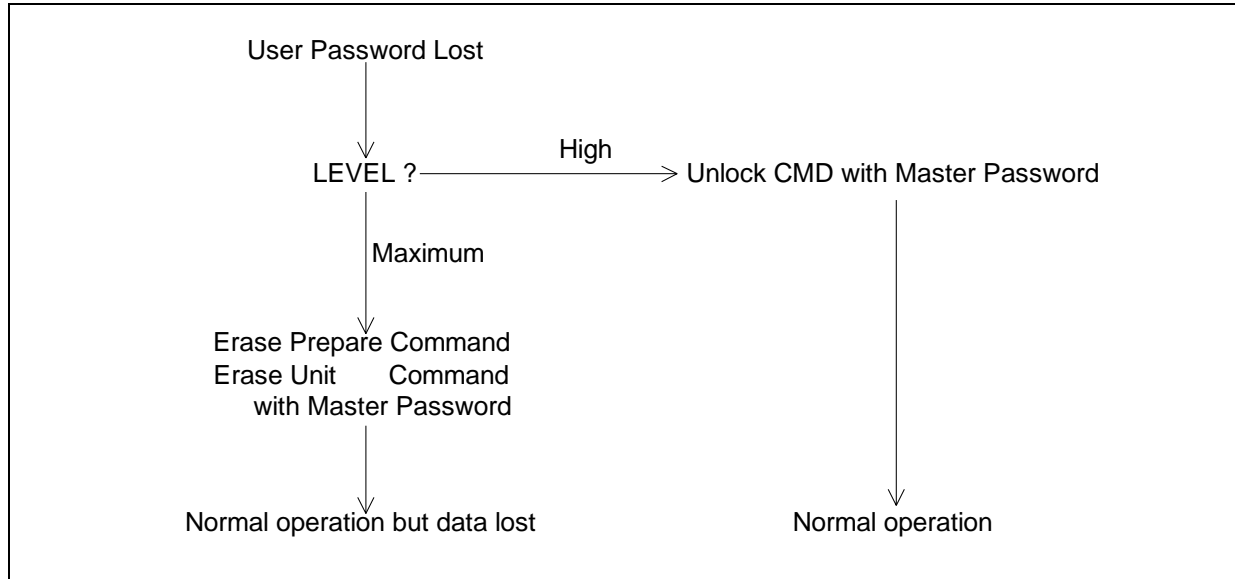 User Password Lost
High
LEVEL ?
Unlock CMD with Master Password
Maximum
Erase Prepare Command
Erase Unit Command
with Master Password
Normal operation but data lost
Normal operation